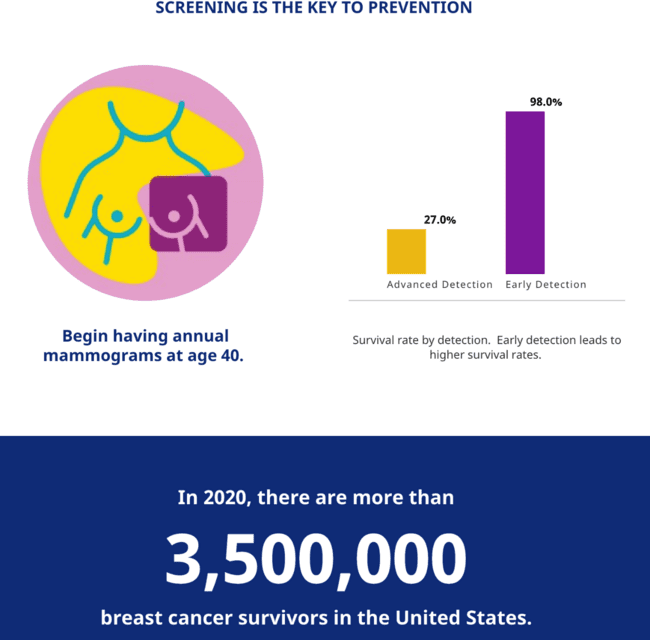 SCREENING IS THE KEY TO PREVENTION
98.0%
27.0%
Advanced Detection Early Detection
Begin having annual
mammograms at age 40.
Survival rate by detection. Early detection leads to
higher survival rates.
In 2020, there are more than
3,500,000
breast cancer survivors in the United States.